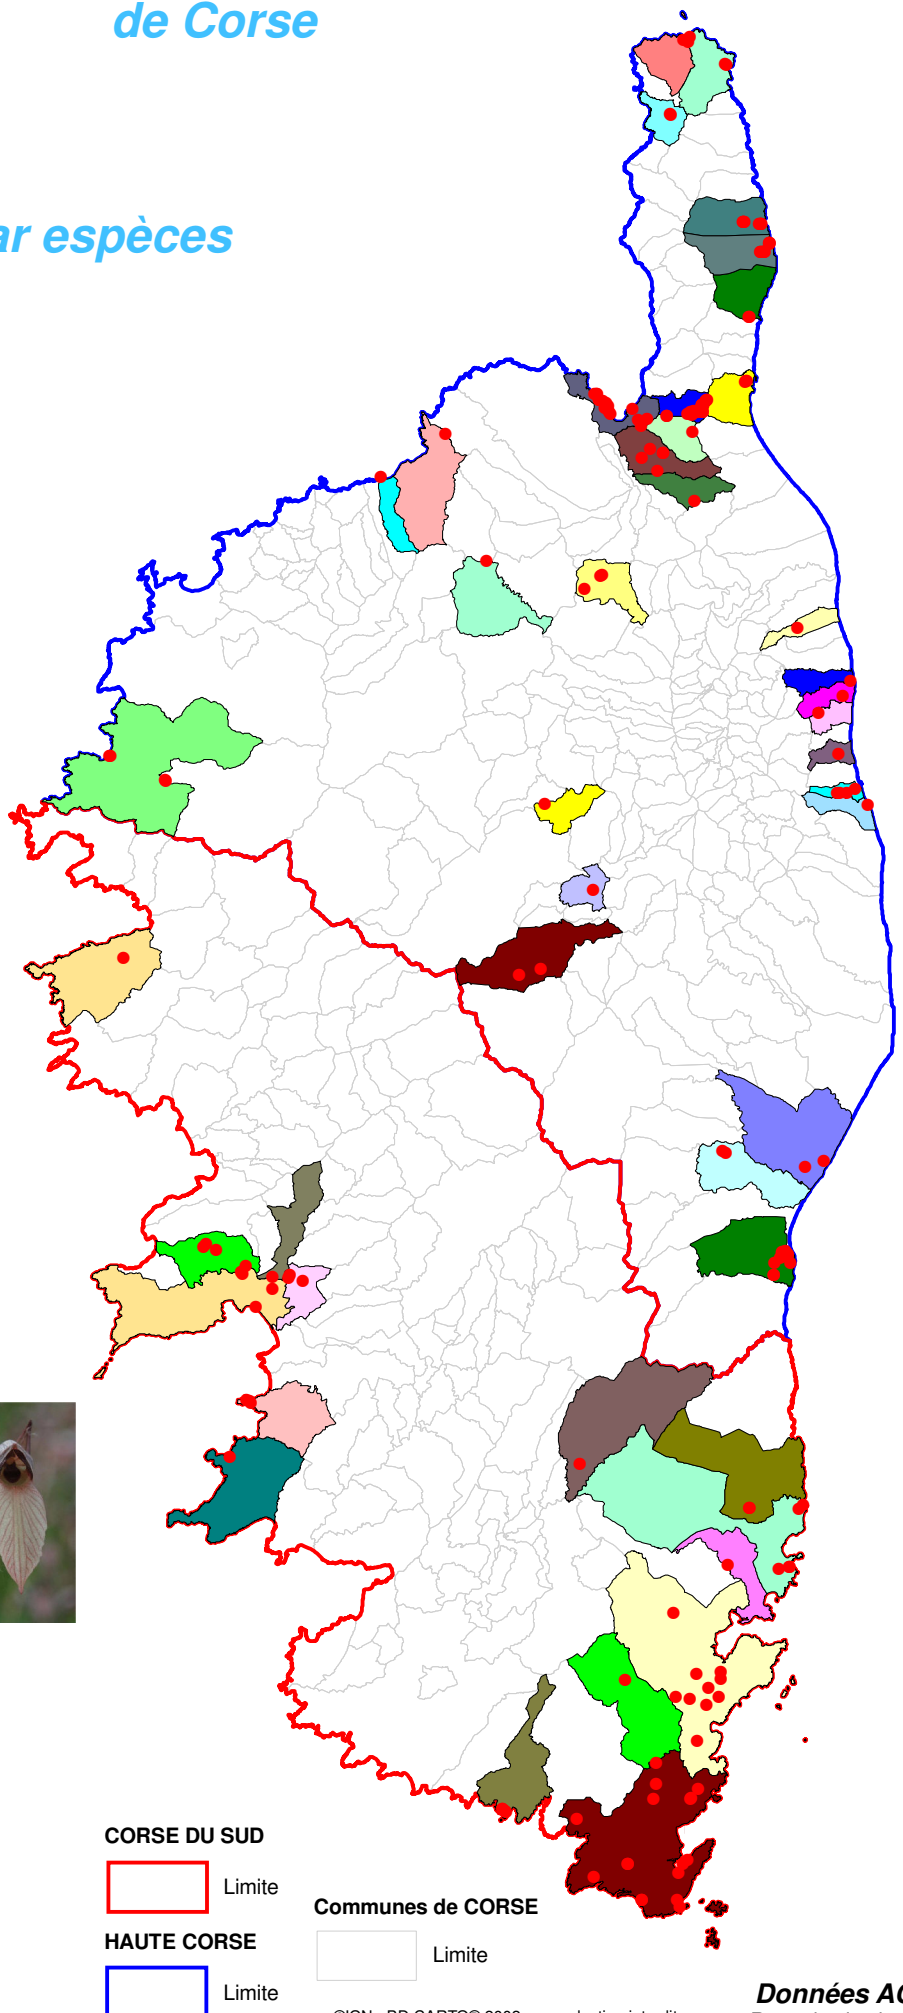 de Corse
ar espèces
CORSE DU SUD
Limite
Communes de CORSE
HAUTE CORSE
Limite
Limite
Données